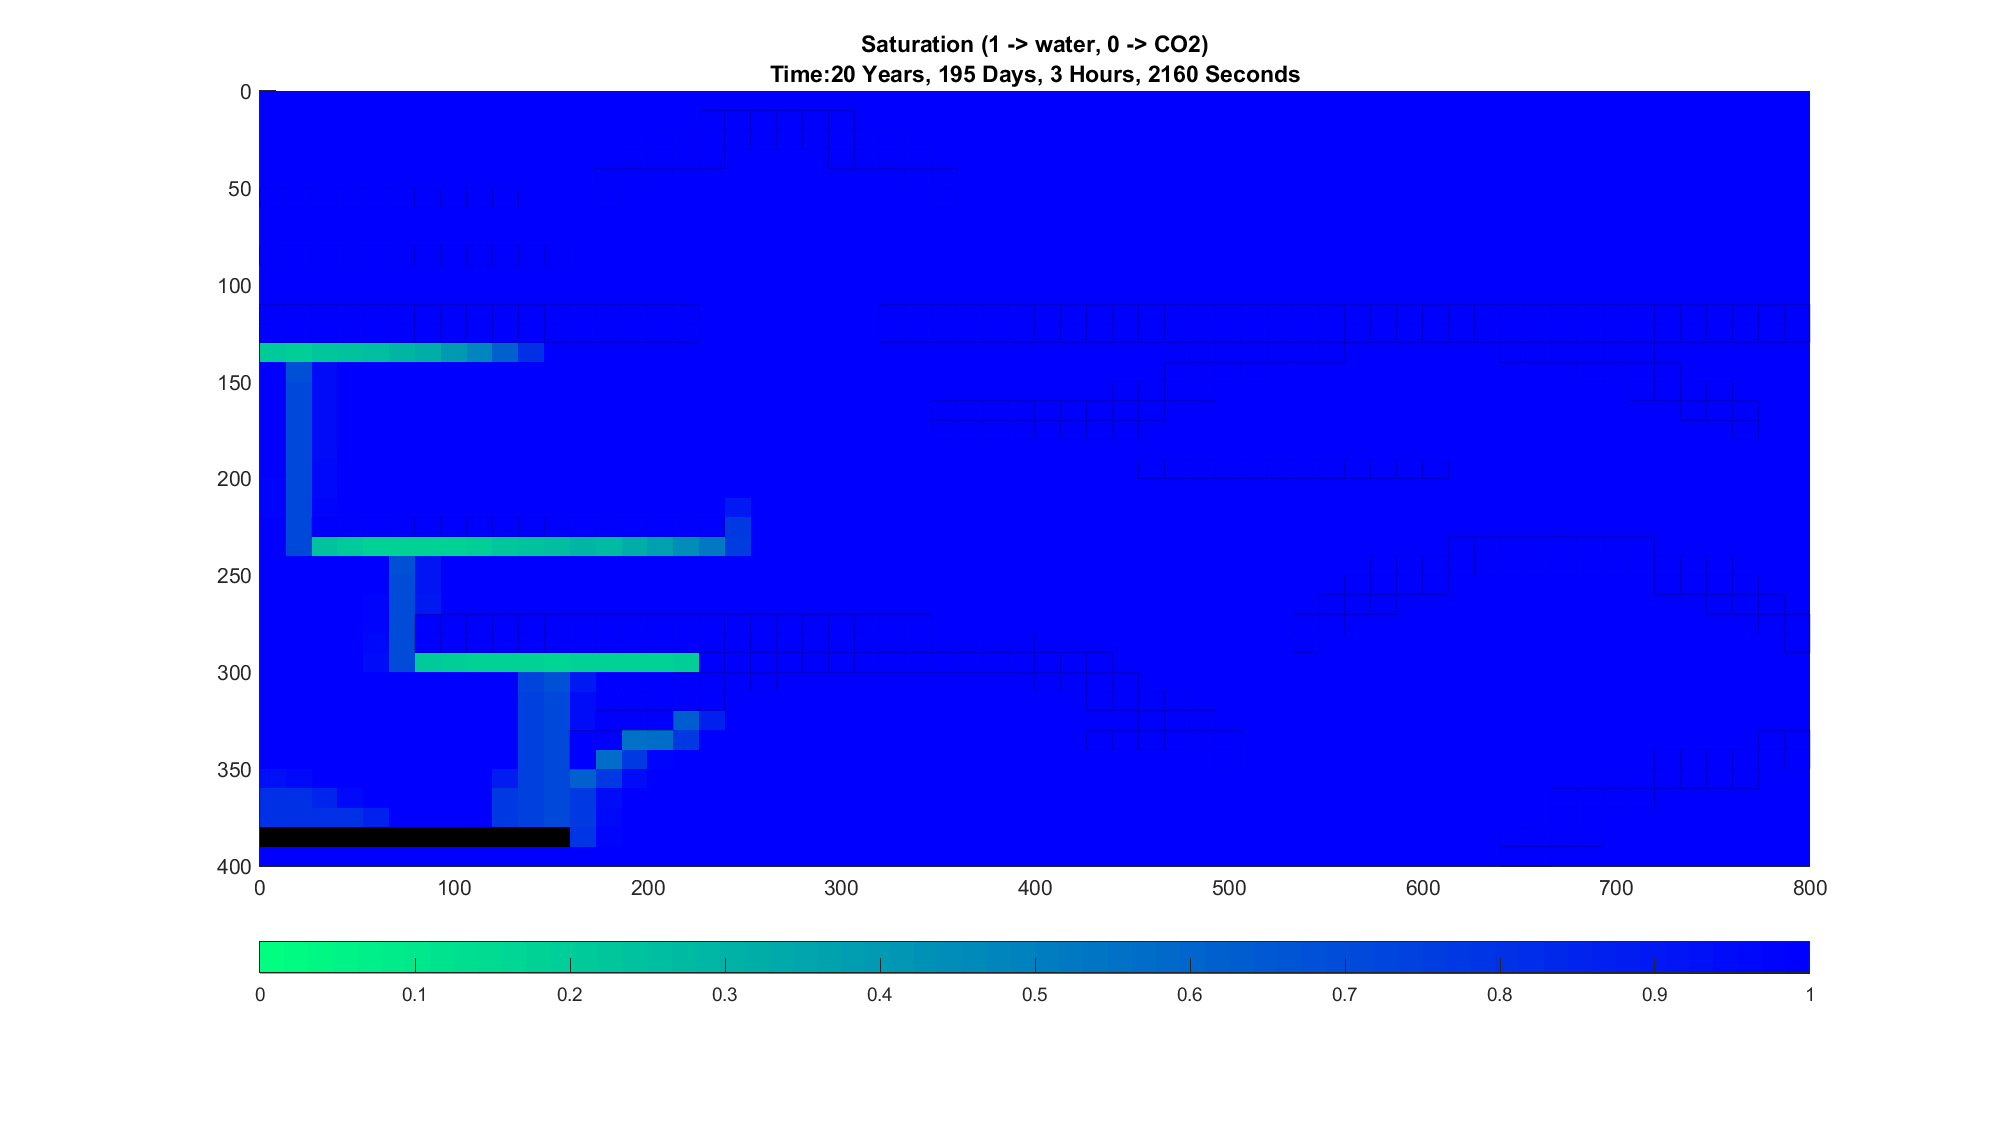 Saturation (1 -> water, 0 -> CO2)
Time:20 Years, 195 Days, 3 Hours, 2160 Seconds
0
50
100
150
200
250
300
350
400
0 100 200 300 400 500 600 700 800
0 0.1 0.2 0.3 0.4 0.5 0.6 0.7 0.8 0.9 1